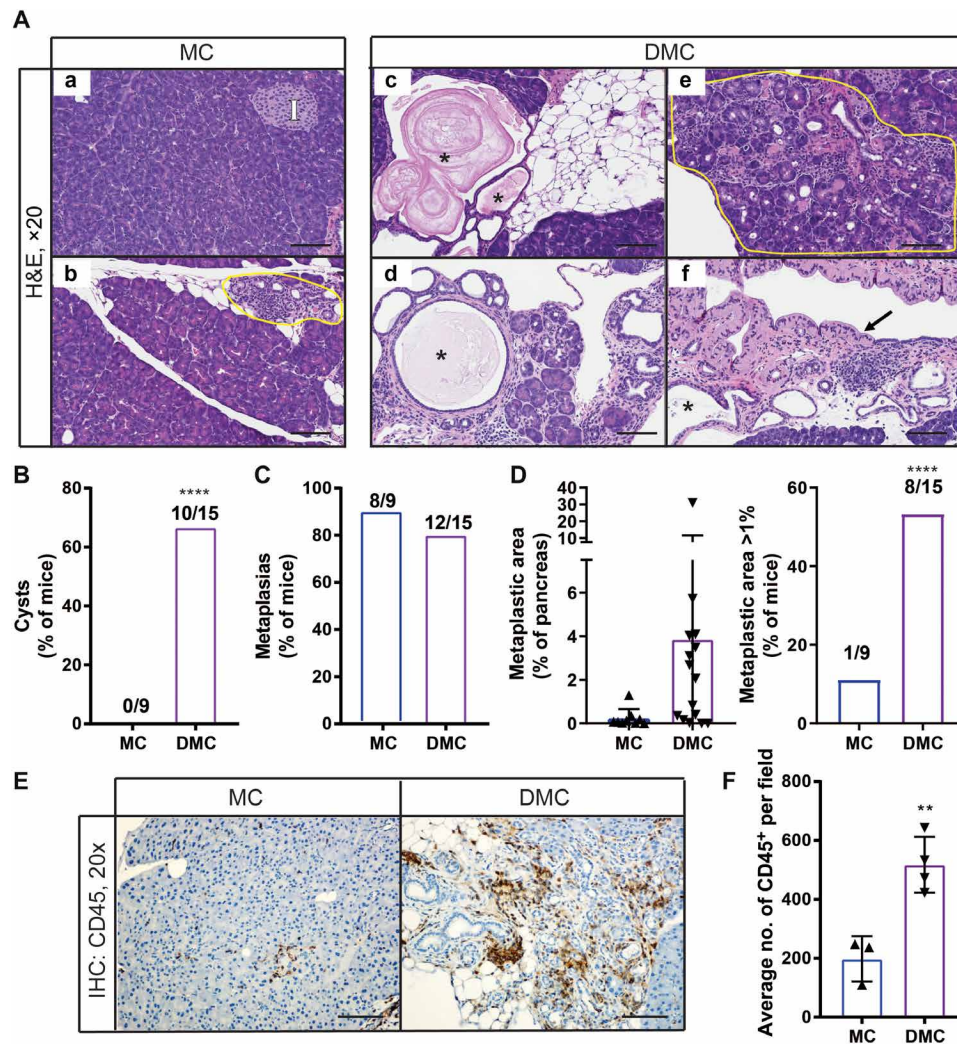 A
MC
DMC
H&E, ×20
a
I
b
c
*
*
d
*
e
f
*
B
Cysts
(% of mice)
80
60
40
20
0
****
10/15
0/9
MC
DMC
C
Metaplasias
(% of mice)
100
80
60
40
20
0
8/9
12/15
MC
DMC
D
Metaplastic area
(% of pancreas)
40
30
20
10
6
4
2
0
MC
DMC
Metaplastic area >1%
(% of mice)
60
40
20
0
****
8/15
1/9
MC
DMC
E
MC
DMC
IHC: CD45, 20x
F
Average no. of CD45⁺ per field
800
600
400
200
0
**
MC
DMC